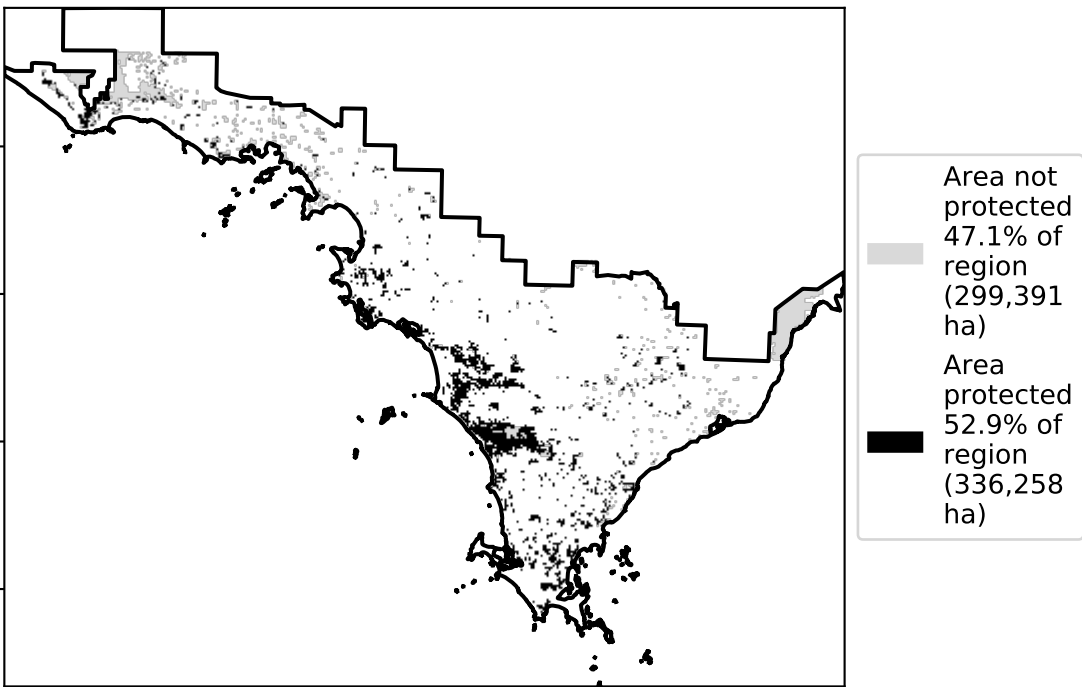 Area not
protected
47.1% of
region
(299,391
ha)
Area
protected
52.9% of
region
(336,258
ha)